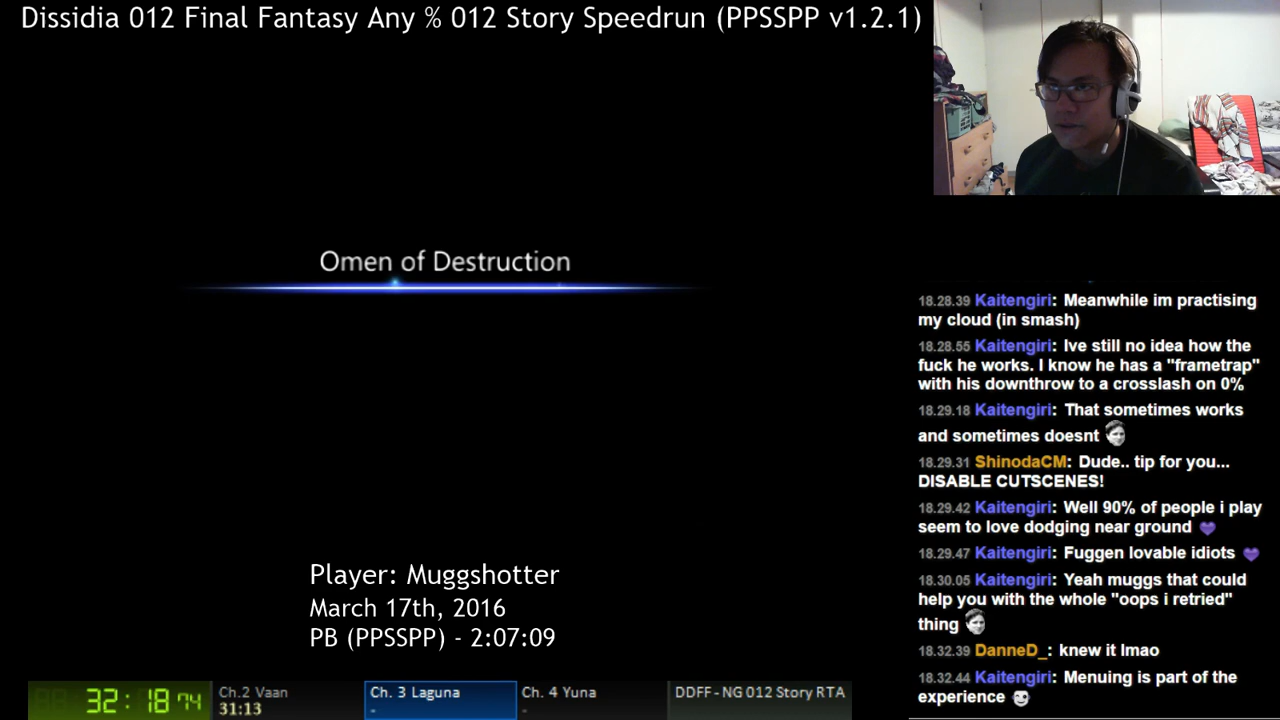 Dissidia 012 Final Fantasy Any % 012 Story Speedrun (PPSSPP v1.2.1)
Omen of Destruction
Player: Muggshotter
March 17th, 2016
PB (PPSSPP) - 2:07:09
32:18 74
Ch.2 Vaan
31:13
Ch. 3 Laguna
-
Ch. 4 Yuna
-
DDFF - NG 012 Story RTA
18.28.39 Kaitengiri: Meanwhile im practising
my cloud (in smash)
18.28.55 Kaitengiri: Ive still no idea how the
fuck he works. I know he has a "frametrap"
with his downthrow to a crosslash on 0%
18.29.18 Kaitengiri: That sometimes works
and sometimes doesnt
18.29.31 ShinodaCM: Dude.. tip for you...
DISABLE CUTSCENES!
18.29.42 Kaitengiri: Well 90% of people i play
seem to love dodging near ground
18.29.47 Kaitengiri: Fuggen lovable idiots
18.30.05 Kaitengiri: Yeah muggs that could
help you with the whole "oops i retried"
thing
18.32.39 DanneD_: knew it lmao
18.32.44 Kaitengiri: Menuing is part of the
experience